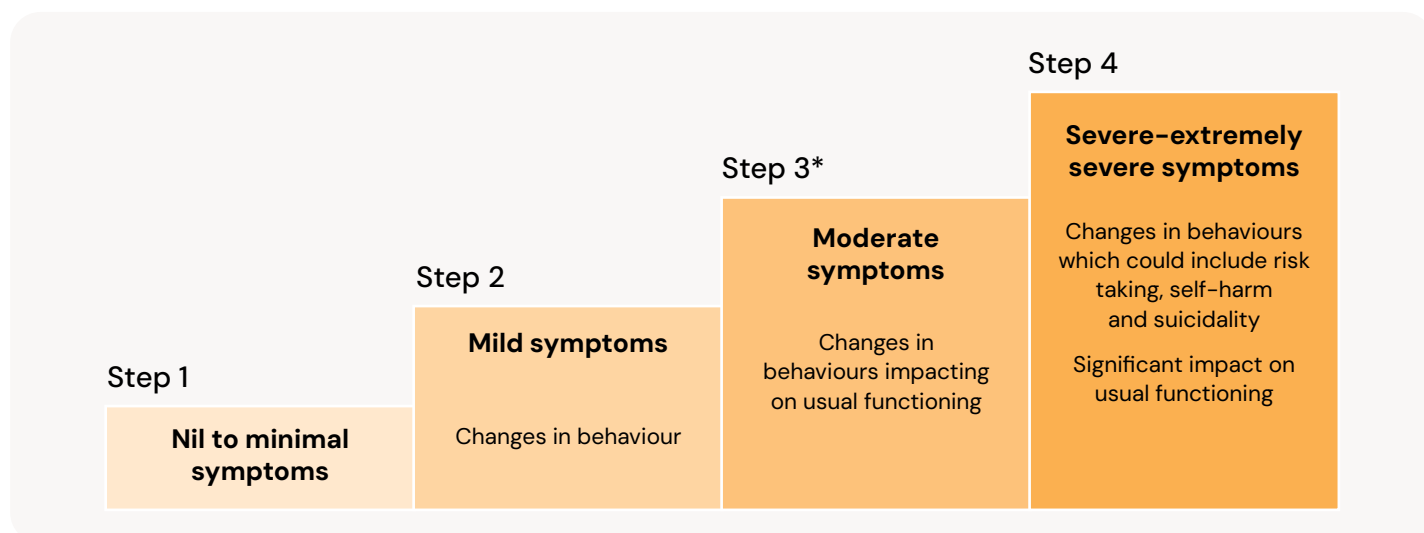 Step 1
Nil to minimal
symptoms
Step 2
Mild symptoms
Changes in behaviour
Step 3*
Moderate
symptoms
Changes in
behaviours impacting
on usual functioning
Step 4
Severe-extremely
severe symptoms
Changes in behaviours
which could include risk
taking, self-harm
and suicidality
Significant impact on
usual functioning